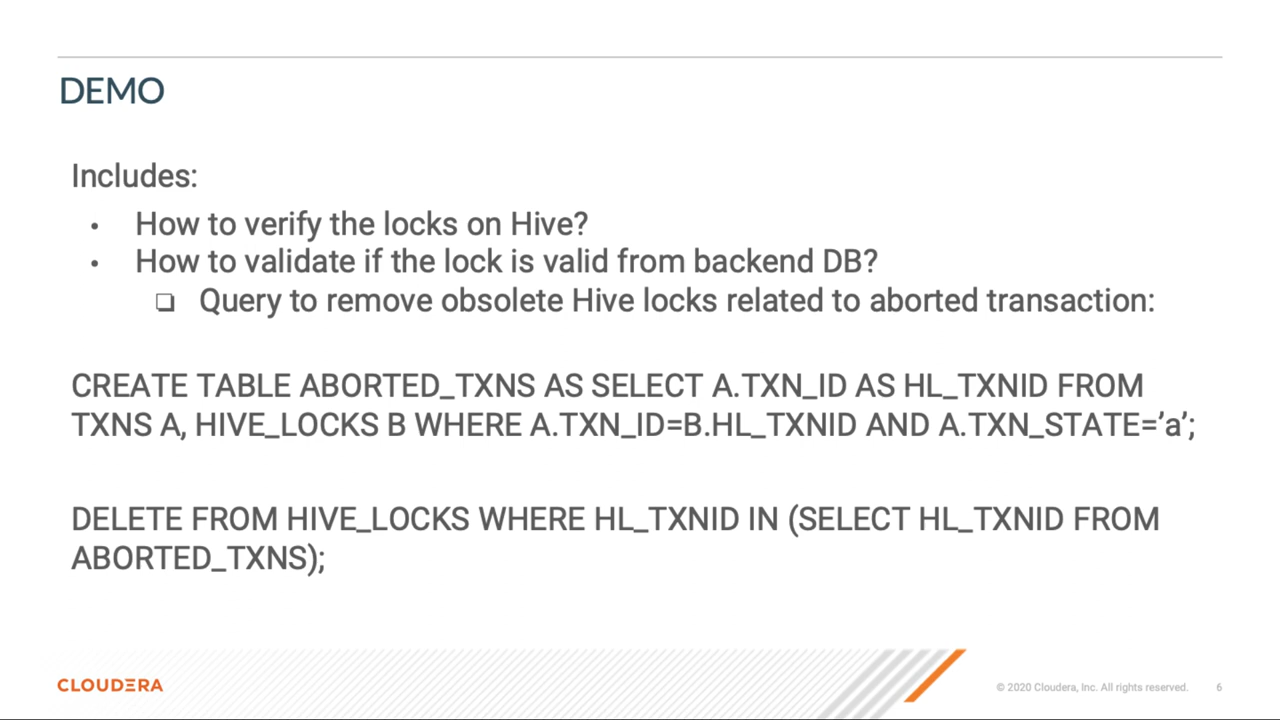 DEMO
Includes:
• How to verify the locks on Hive?
• How to validate if the lock is valid from backend DB?
❏ Query to remove obsolete Hive locks related to aborted transaction:
CREATE TABLE ABORTED_TXNS AS SELECT A.TXN_ID AS HL_TXNID FROM
TXNS A, HIVE_LOCKS B WHERE A.TXN_ID=B.HL_TXNID AND A.TXN_STATE=’a’;
DELETE FROM HIVE_LOCKS WHERE HL_TXNID IN (SELECT HL_TXNID FROM
ABORTED_TXNS);
CLOUDERA
© 2020 Cloudera, Inc. All rights reserved.
6